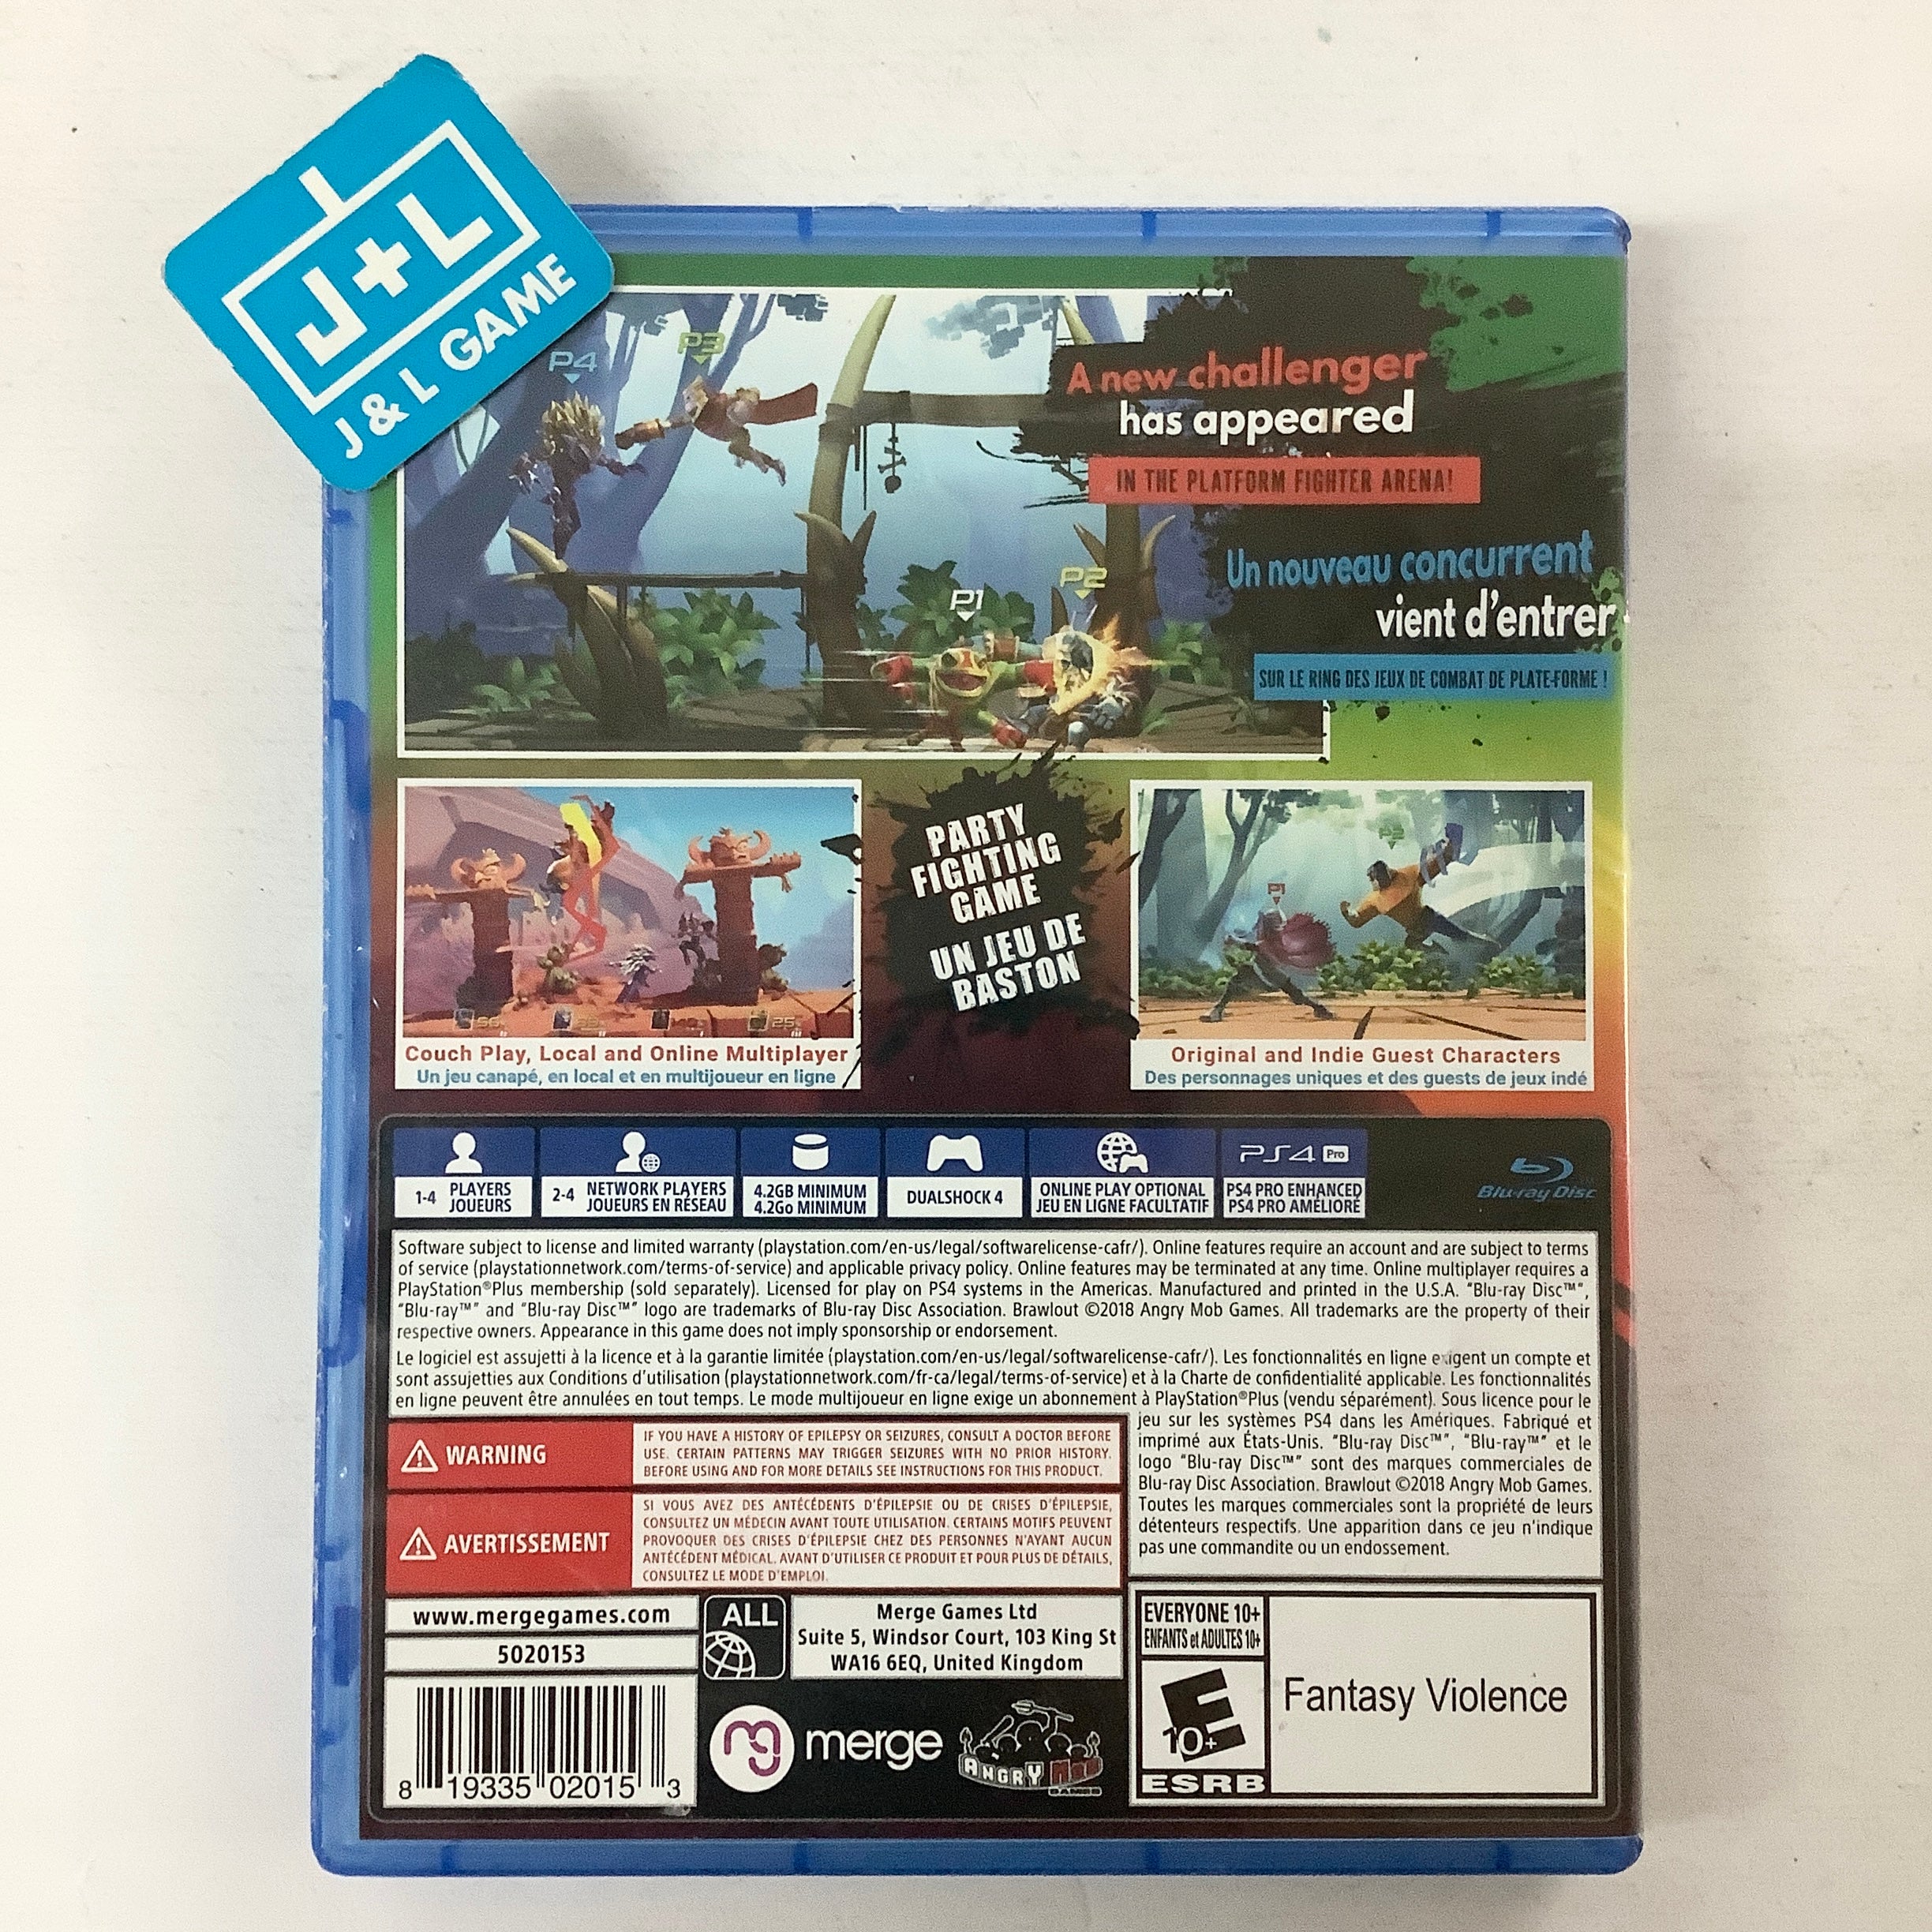 J+L
J & L GAME
P4
P3
A new challenger
has appeared
IN THE PLATFORM FIGHTER ARENA!
Un nouveau concurrent
vient d'entrer
SUR LE RING DES JEUX DE COMBAT DE PLATE-FORME !
P1
P2
PARTY
FIGHTING
GAME
UN JEU DE
BASTON
P2
P1
25%
Couch Play, Local and Online Multiplayer
Un jeu canapé, en local et en multijoueur en ligne
Original and Indie Guest Characters
Des personnages uniques et des guests de jeux indé
1-4 PLAYERS
JOUEURS
2-4 NETWORK PLAYERS
JOUEURS EN RÉSEAU
4.2GB MINIMUM
4.2Go MINIMUM
DUALSHOCK 4
ONLINE PLAY OPTIONAL
JEU EN LIGNE FACULTATIF
PS4 Pro
PS4 PRO ENHANCED
PS4 PRO AMÉLIORÉ
Blu-ray Disc
Software subject to license and limited warranty (playstation.com/en-us/legal/softwarelicense-cafr/). Online features require an account and are subject to terms
of service (playstationnetwork.com/terms-of-service) and applicable privacy policy. Online features may be terminated at any time. Online multiplayer requires a
PlayStation®Plus membership (sold separately). Licensed for play on PS4 systems in the Americas. Manufactured and printed in the U.S.A. "Blu-ray Disc™",
"Blu-ray™" and "Blu-ray Disc™" logo are trademarks of Blu-ray Disc Association. Brawlout ©2018 Angry Mob Games. All trademarks are the property of their
respective owners. Appearance in this game does not imply sponsorship or endorsement.
Le logiciel est assujetti à la licence et à la garantie limitée (playstation.com/en-us/legal/softwarelicense-cafr/). Les fonctionnalités en ligne exigent un compte et
sont assujetties aux Conditions d'utilisation (playstationnetwork.com/fr-ca/legal/terms-of-service) et à la Charte de confidentialité applicable. Les fonctionnalités
en ligne peuvent être annulées en tout temps. Le mode multijoueur en ligne exige un abonnement à PlayStation®Plus (vendu séparément). Sous licence pour le
jeu sur les systèmes PS4 dans les Amériques. Fabriqué et
imprimé aux États-Unis. "Blu-ray Disc™", "Blu-ray™" et le
logo "Blu-ray Disc™" sont des marques commerciales de
Blu-ray Disc Association. Brawlout ©2018 Angry Mob Games.
Toutes les marques commerciales sont la propriété de leurs
détenteurs respectifs. Une apparition dans ce jeu n'indique
pas une commandite ou un endossement.
WARNING
IF YOU HAVE A HISTORY OF EPILEPSY OR SEIZURES, CONSULT A DOCTOR BEFORE
USE. CERTAIN PATTERNS MAY TRIGGER SEIZURES WITH NO PRIOR HISTORY.
BEFORE USING AND FOR MORE DETAILS SEE INSTRUCTIONS FOR THIS PRODUCT.
AVERTISSEMENT
SI VOUS AVEZ DES ANTÉCÉDENTS D'ÉPILEPSIE OU DE CRISES D'ÉPILEPSIE,
CONSULTEZ UN MÉDECIN AVANT TOUTE UTILISATION. CERTAINS MOTIFS PEUVENT
PROVOQUER DES CRISES D'ÉPILEPSIE CHEZ DES PERSONNES N'AYANT AUCUN
ANTÉCÉDENT MÉDICAL. AVANT D'UTILISER CE PRODUIT ET POUR PLUS DE DÉTAILS,
CONSULTEZ LE MODE D'EMPLOI.
www.mergegames.com
5020153
ALL
Merge Games Ltd
Suite 5, Windsor Court, 103 King St
WA16 6EQ, United Kingdom
8 19335 02015 3
merge
ANGRY MOB
GAMES
EVERYONE 10+
ENFANTS et ADULTES 10+
E
10+
ESRB
Fantasy Violence